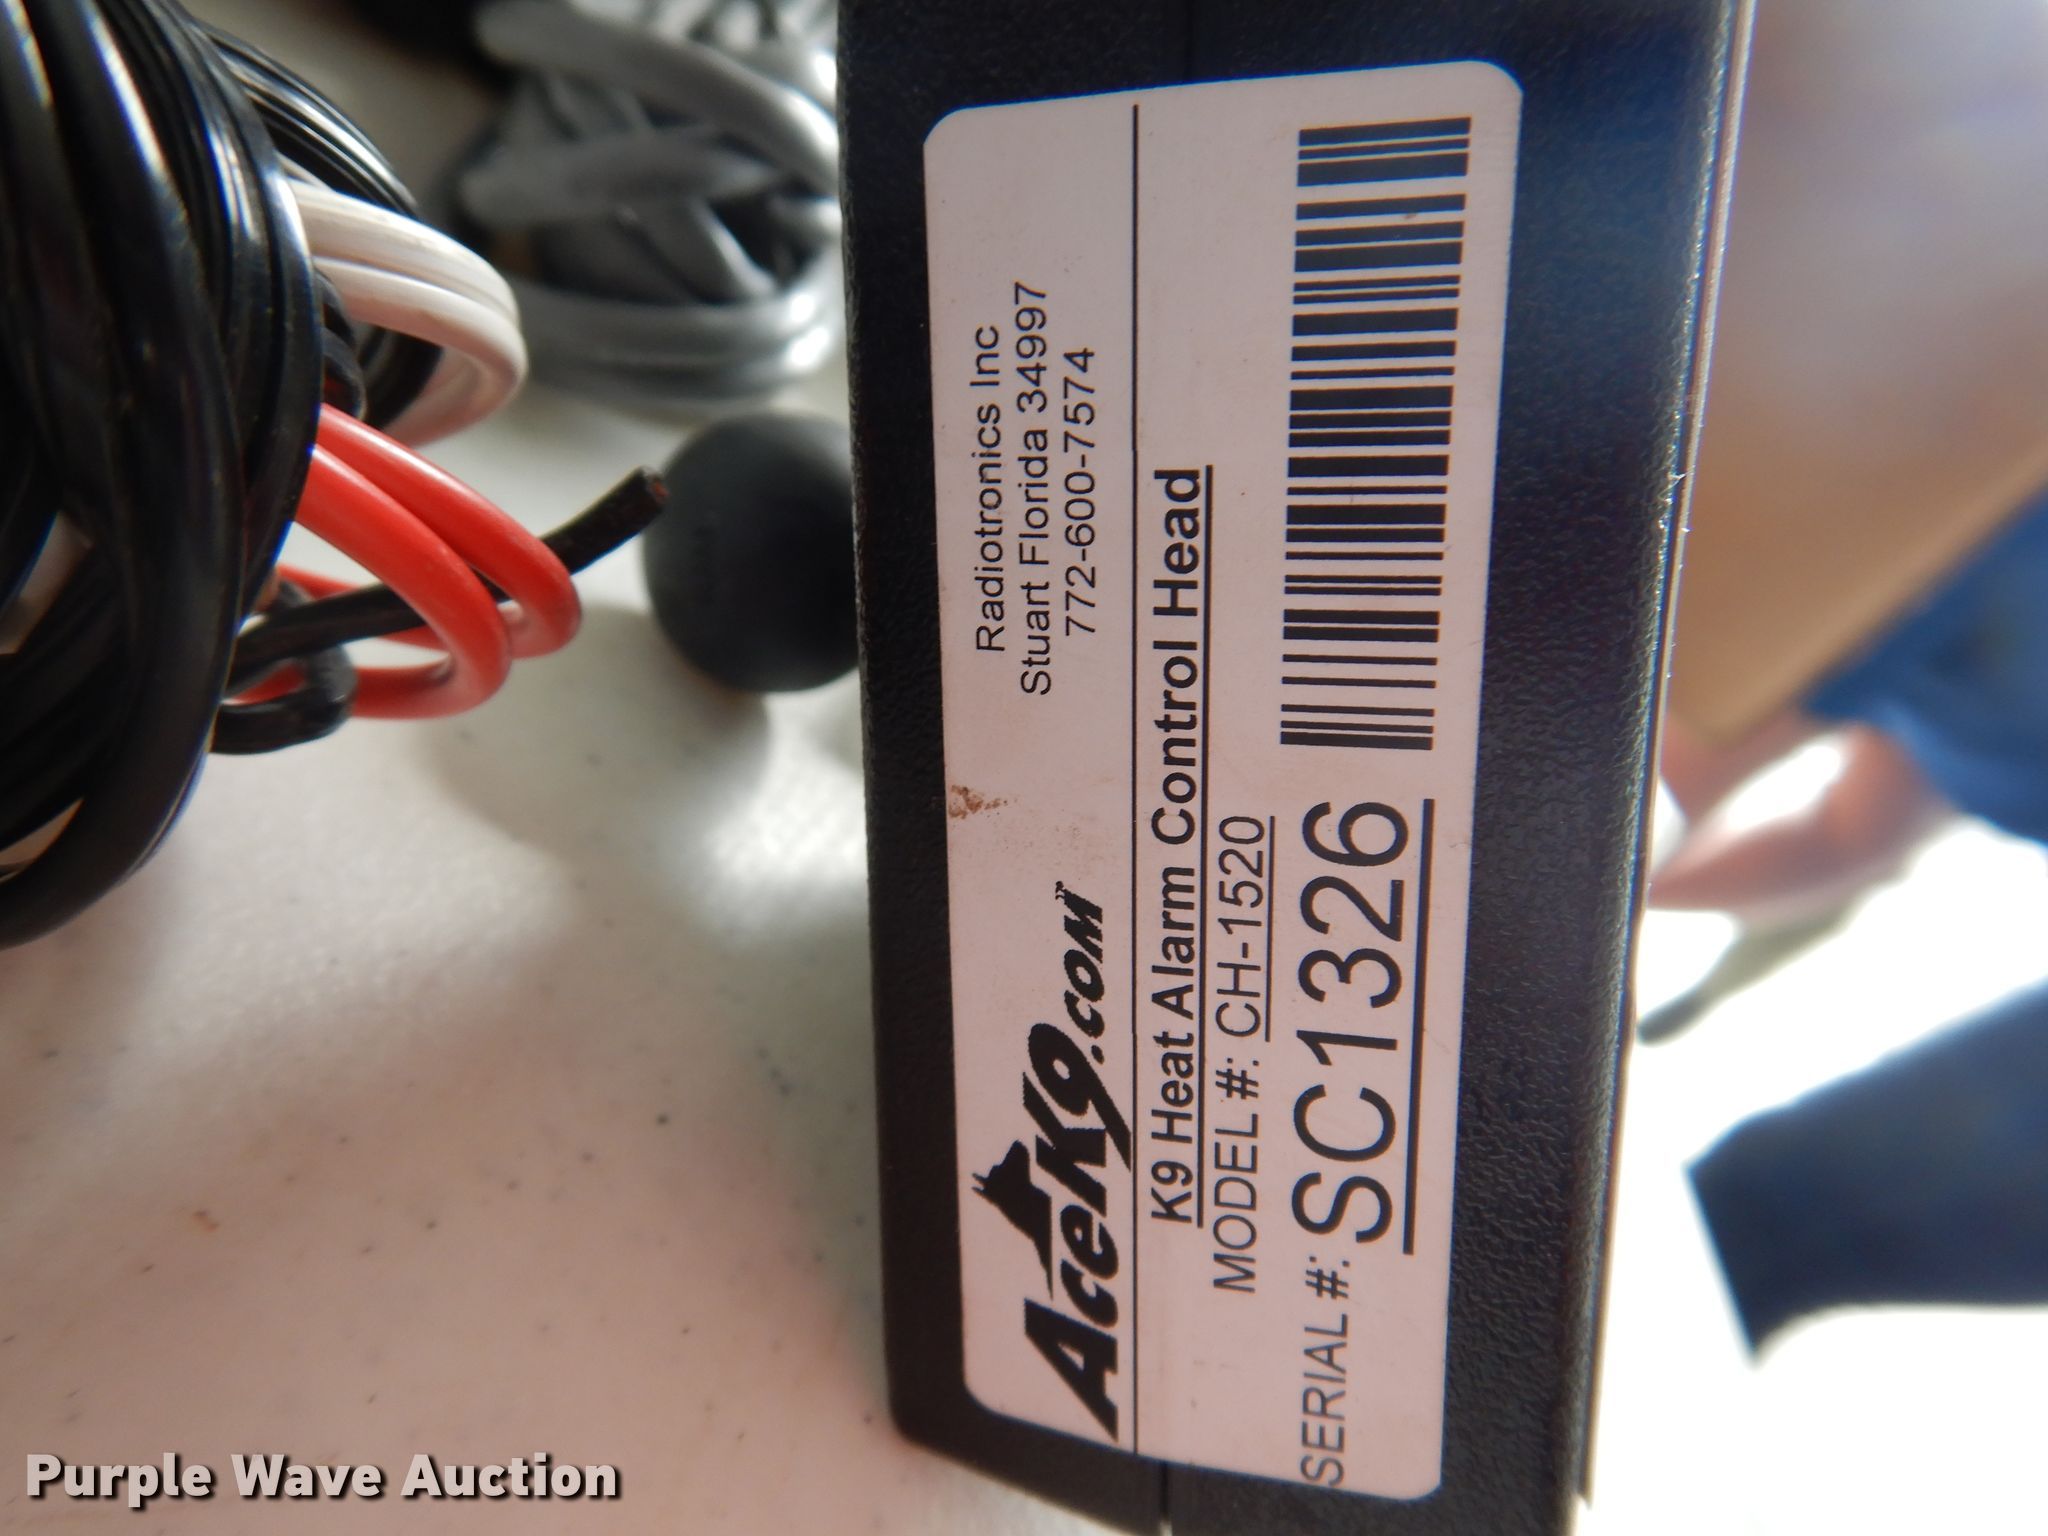 AceK9.com
Radiotronics Inc
Stuart Florida 34997
772-600-7574
K9 Heat Alarm Control Head
MODEL #: CH-1520
SERIAL #: SC1326
Purple Wave Auction